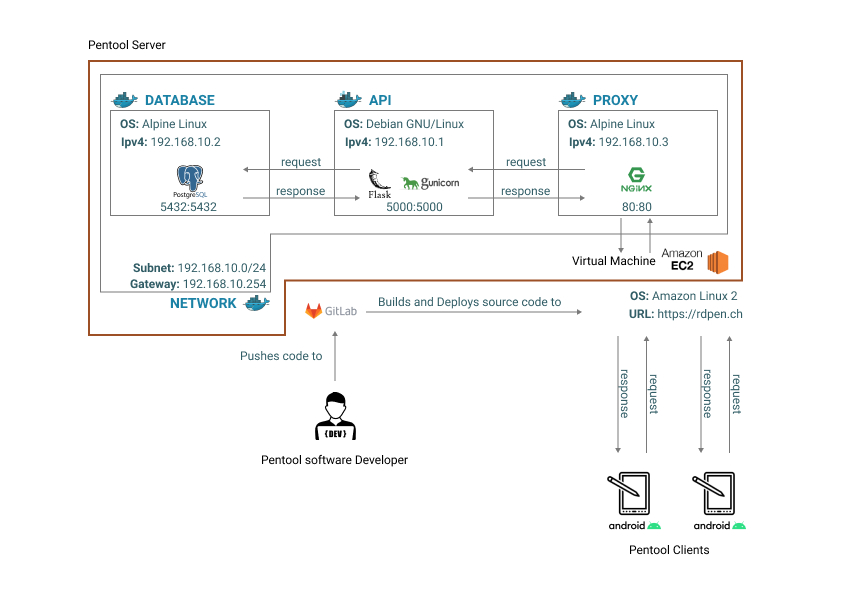 Pentool Server
DATABASE
OS: Alpine Linux
Ipv4: 192.168.10.2
PostgreSQL
5432:5432
request
response
API
OS: Debian GNU/Linux
Ipv4: 192.168.10.1
Flask
gunicorn
5000:5000
request
response
PROXY
OS: Alpine Linux
Ipv4: 192.168.10.3
NGINX
80:80
Subnet: 192.168.10.0/24
Gateway: 192.168.10.254
NETWORK
Virtual Machine
Amazon
EC2
OS: Amazon Linux 2
URL: https://rdpen.ch
GitLab
Builds and Deploys source code to
Pushes code to
{DEV}
Pentool software Developer
response
request
response
request
android
android
Pentool Clients